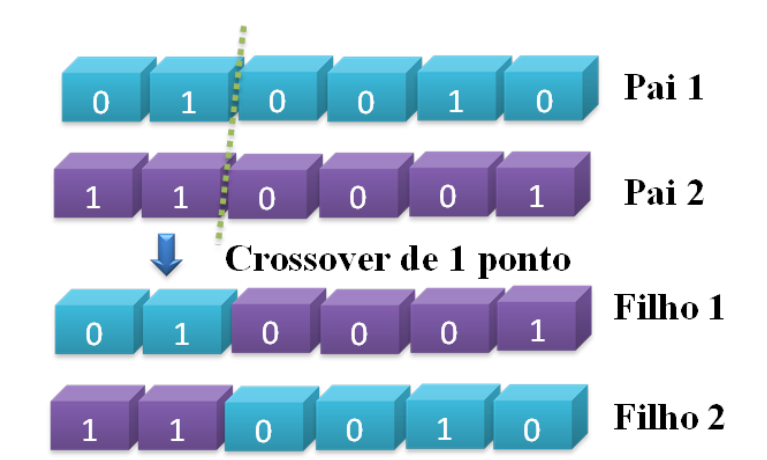 0 1 0 0 1 0 Pai 1
1 1 0 0 0 1 Pai 2
Crossover de 1 ponto
0 1 0 0 0 1 Filho 1
1 1 0 0 1 0 Filho 2